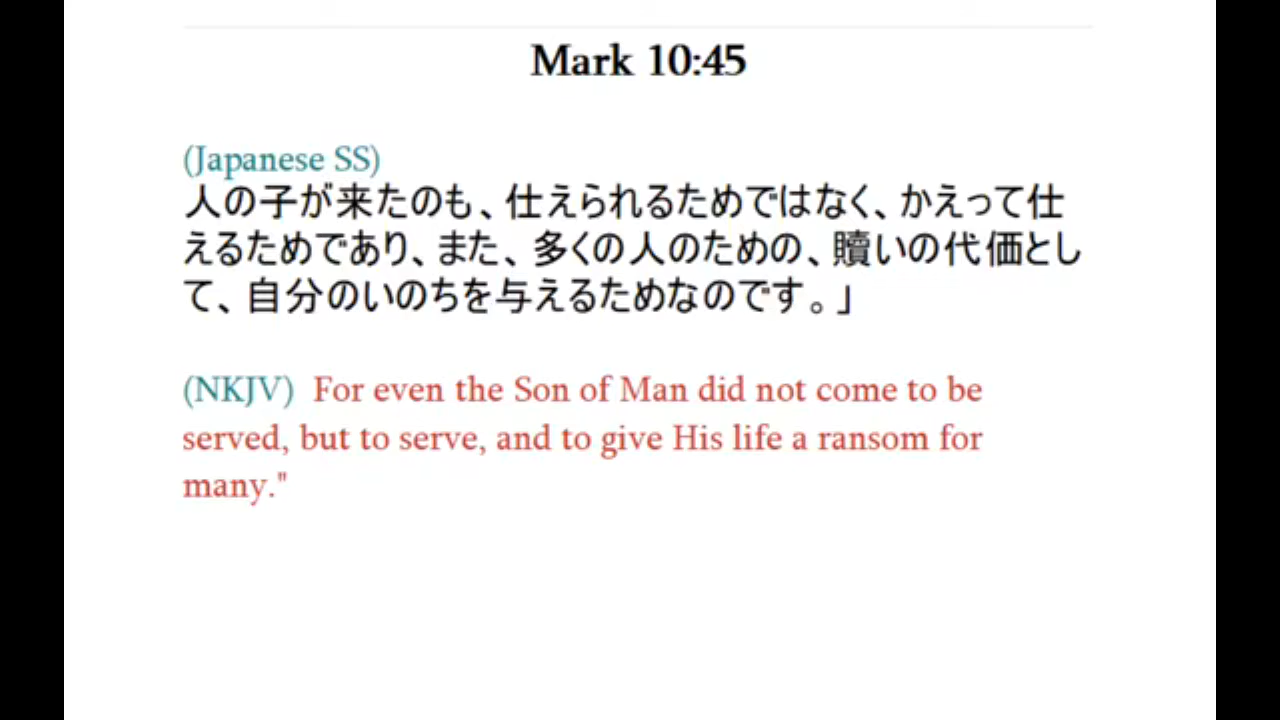 Mark 10:45
(Japanese SS)
人の子が来たのも、仕えられるためではなく、かえって仕
えるためであり、また、多くの人のための、贖いの代価とし
て、自分のいのちを与えるためなのです。」
(NKJV) For even the Son of Man did not come to be
served, but to serve, and to give His life a ransom for
many."